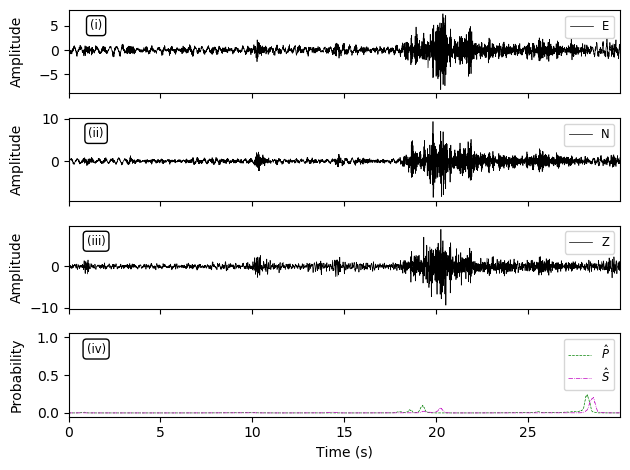 (i)
E
5
0
−5
Amplitude
(ii)
N
10
0
Amplitude
(iii)
Z
0
−10
Amplitude
(iv)
P̂
Ŝ
1.0
0.5
0.0
Probability
0 5 10 15 20 25
Time (s)